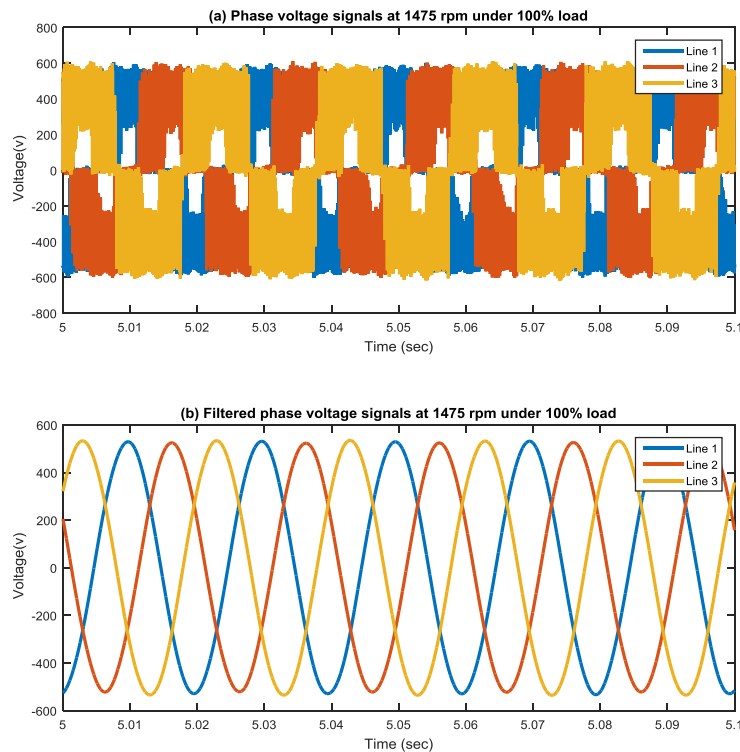 (a) Phase voltage signals at 1475 rpm under 100% load
800
600
400
200
0
-200
-400
-600
-800
Voltage(v)
Line 1
Line 2
Line 3
5 5.01 5.02 5.03 5.04 5.05 5.06 5.07 5.08 5.09 5.1
Time (sec)
(b) Filtered phase voltage signals at 1475 rpm under 100% load
600
400
200
0
-200
-400
-600
Voltage(v)
Line 1
Line 2
Line 3
5 5.01 5.02 5.03 5.04 5.05 5.06 5.07 5.08 5.09 5.1
Time (sec)